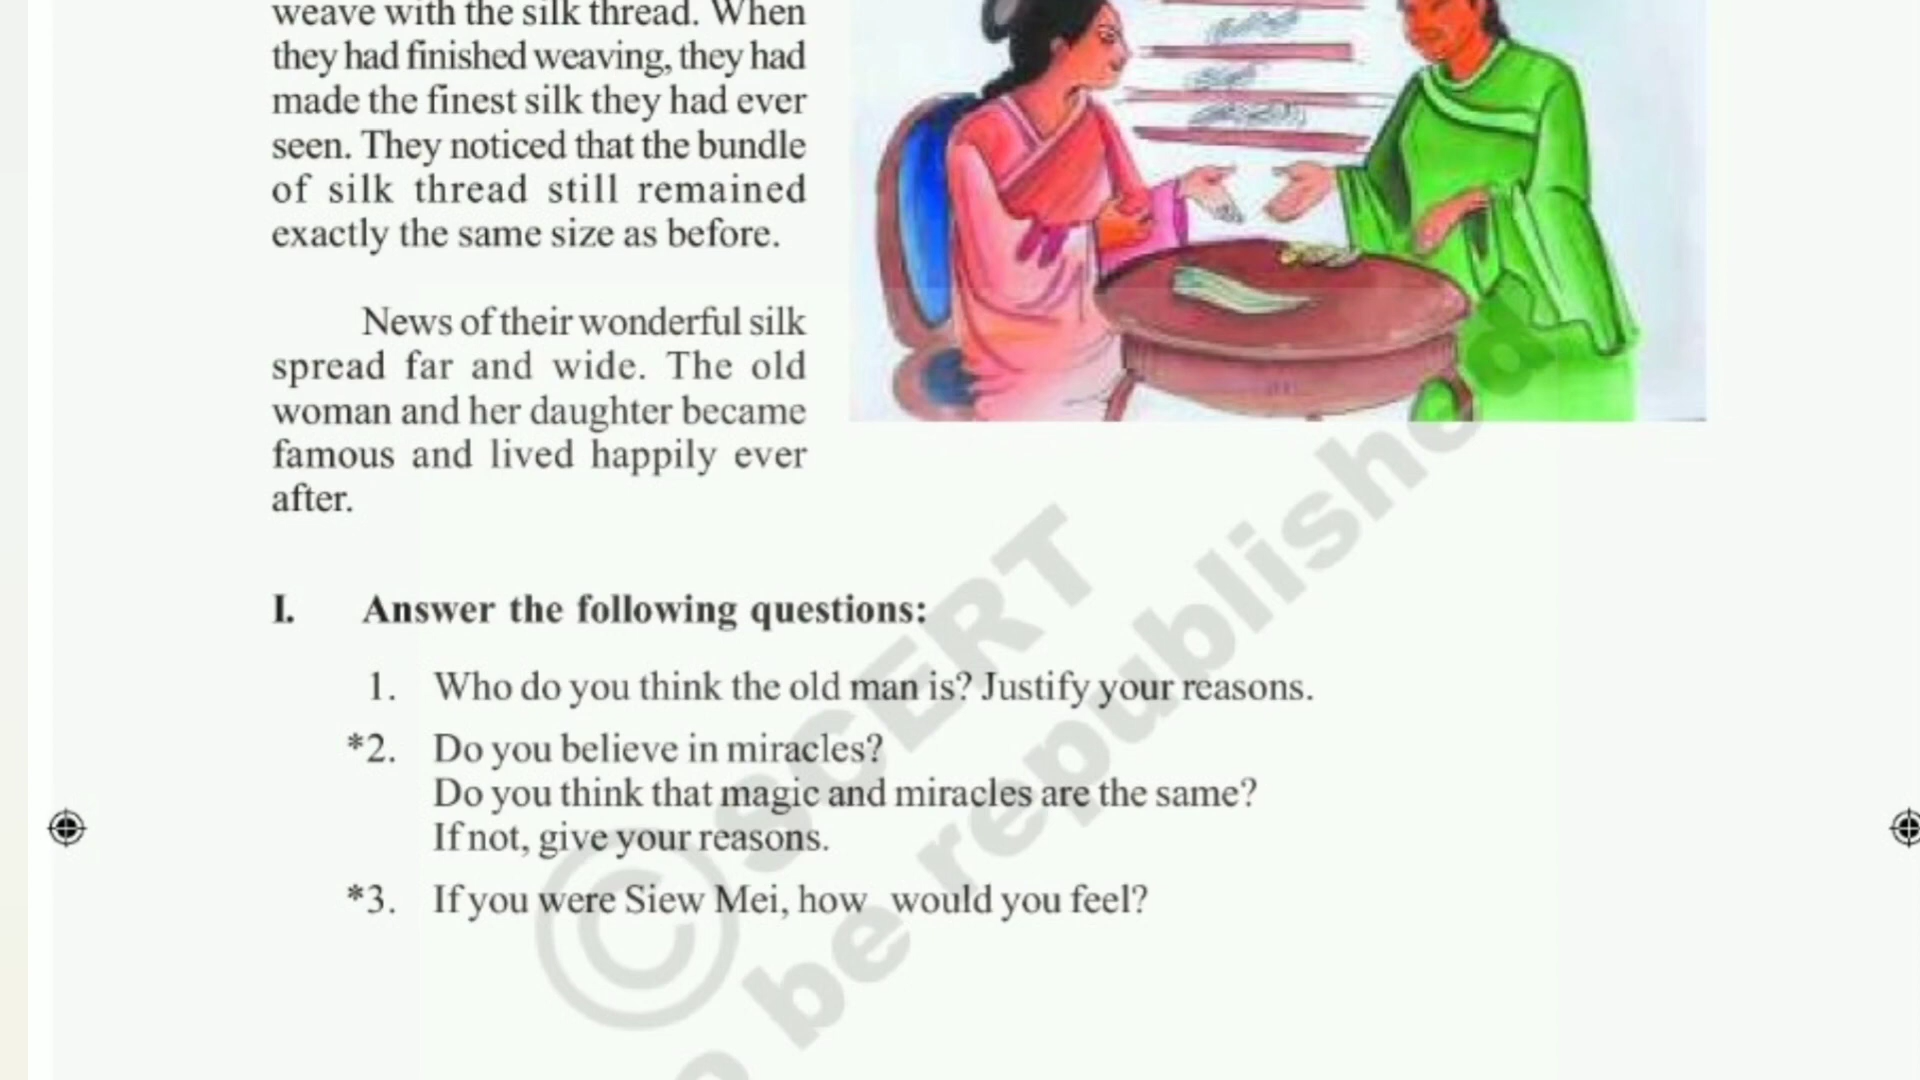 weave with the silk thread. When
they had finished weaving, they had
made the finest silk they had ever
seen. They noticed that the bundle
of silk thread still remained
exactly the same size as before.
News of their wonderful silk
spread far and wide. The old
woman and her daughter became
famous and lived happily ever
after.
I. Answer the following questions:
1. Who do you think the old man is? Justify your reasons.
*2. Do you believe in miracles?
Do you think that magic and miracles are the same?
If not, give your reasons.
*3. If you were Siew Mei, how would you feel?
© SCERT
be republished